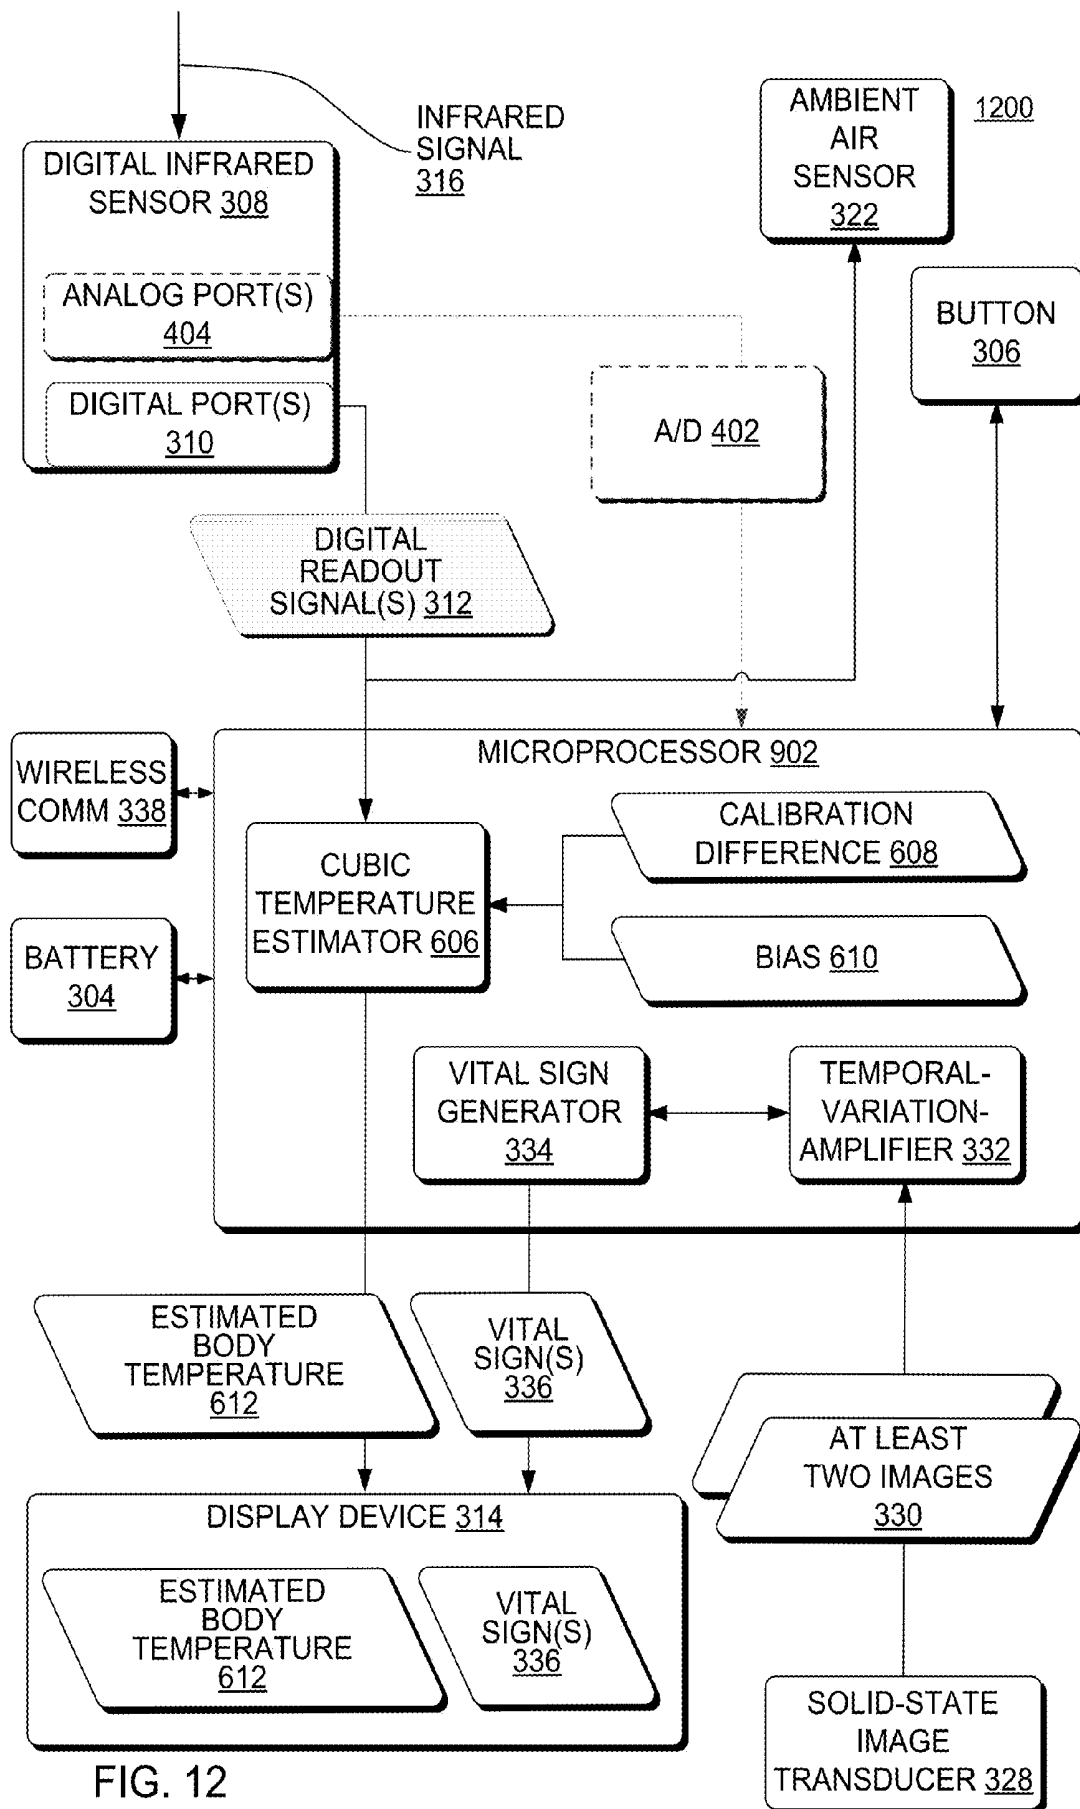 INFRARED
SIGNAL
316
AMBIENT
AIR
SENSOR
322
1200
DIGITAL INFRARED
SENSOR 308
ANALOG PORT(S)
404
DIGITAL PORT(S)
310
BUTTON
306
A/D 402
DIGITAL
READOUT
SIGNAL(S) 312
MICROPROCESSOR 902
WIRELESS
COMM 338
CALIBRATION
DIFFERENCE 608
CUBIC
TEMPERATURE
ESTIMATOR 606
BIAS 610
BATTERY
304
VITAL SIGN
GENERATOR
334
TEMPORAL-
VARIATION-
AMPLIFIER 332
ESTIMATED
BODY
TEMPERATURE
612
VITAL
SIGN(S)
336
AT LEAST
TWO IMAGES
330
DISPLAY DEVICE 314
ESTIMATED
BODY
TEMPERATURE
612
VITAL
SIGN(S)
336
SOLID-STATE
IMAGE
TRANSDUCER 328
FIG. 12